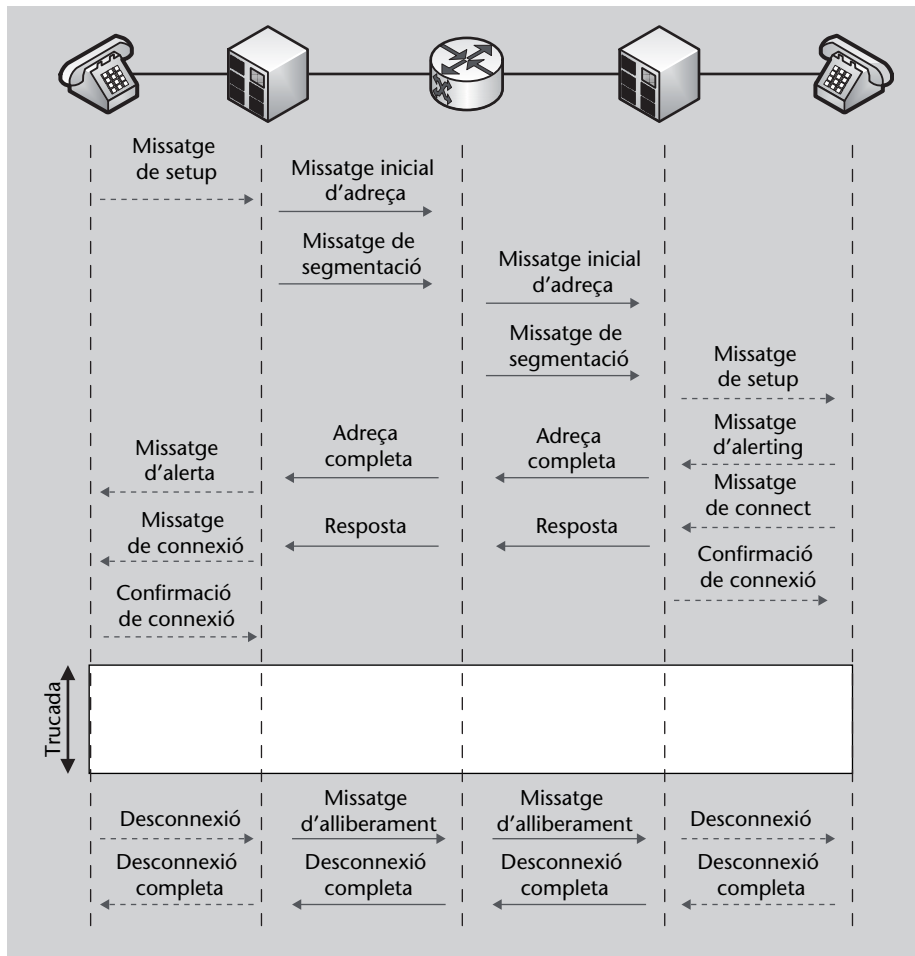 Missatge
de setup
Missatge inicial
d'adreça
Missatge de
segmentació
Missatge inicial
d'adreça
Missatge de
segmentació
Missatge
de setup
Missatge
d'alerting
Adreça
completa
Adreça
completa
Missatge
d'alerta
Missatge
de connect
Resposta
Resposta
Missatge
de connexió
Confirmació
de connexió
Confirmació
de connexió
Trucada
Desconnexió
Missatge
d'alliberament
Missatge
d'alliberament
Desconnexió
Desconnexió
completa
Desconnexió
completa
Desconnexió
completa
Desconnexió
completa